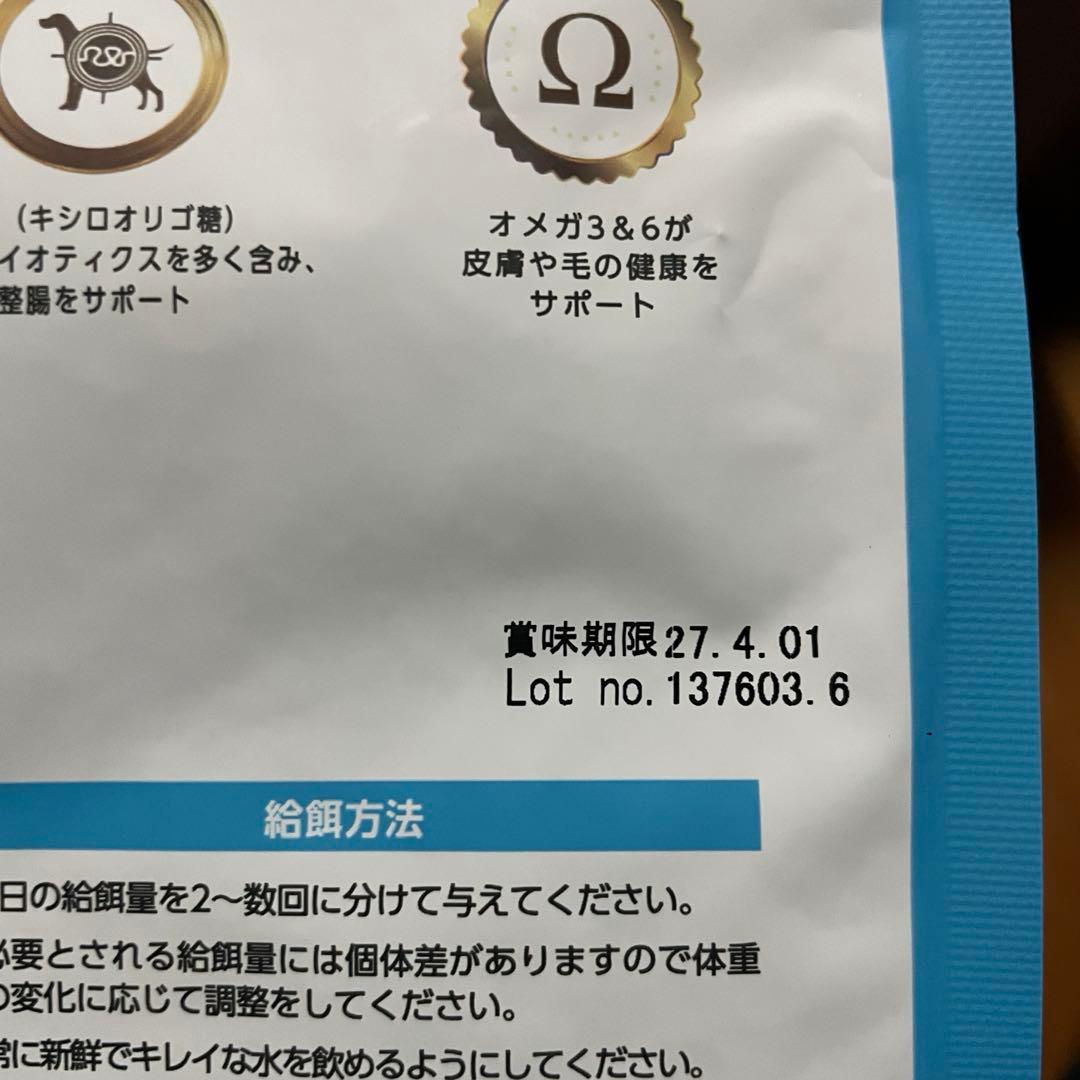 Ω
（キシロオリゴ糖）
イオティクスを多く含み、
整腸をサポート
オメガ3＆6が
皮膚や毛の健康を
サポート
賞味期限27.4.01
Lot no.137603.6
給餌方法
日の給餌量を2〜数回に分けて与えてください。
必要とされる給餌量には個体差がありますので体重
の変化に応じて調整をしてください。
常に新鮮でキレイな水を飲めるようにしてください。